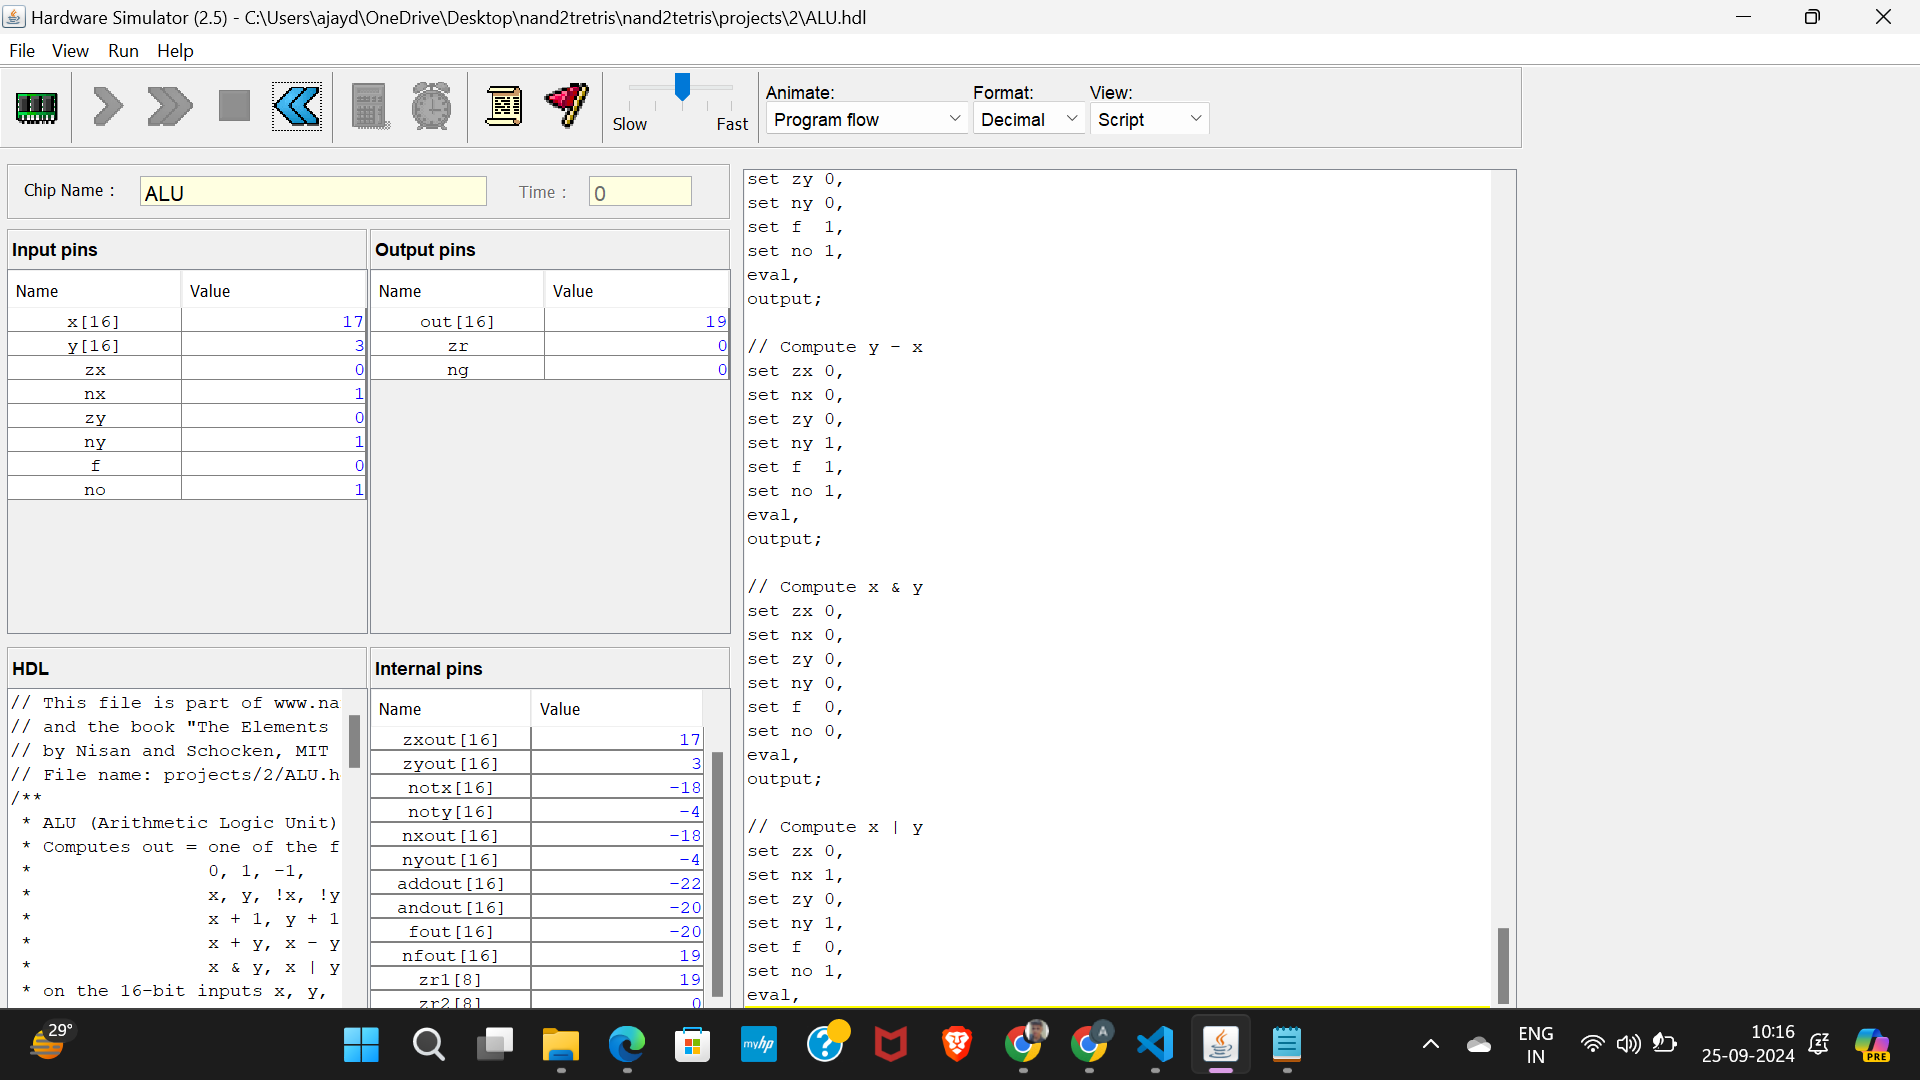 Hardware Simulator (2.5) - C:\Users\ajayd\OneDrive\Desktop\nand2tretris\nand2tetris\projects\2\ALU.hdl
File View Run Help
Slow Fast
Animate: Format: View:
Program flow Decimal Script
Chip Name : ALU Time : 0
Input pins
Name Value
x[16] 17
y[16] 3
zx 0
nx 1
zy 0
ny 1
f 0
no 1
Output pins
Name Value
out[16] 19
zr 0
ng 0
HDL
// This file is part of www.na
// and the book "The Elements
// by Nisan and Schocken, MIT
// File name: projects/2/ALU.h
/**
* ALU (Arithmetic Logic Unit)
* Computes out = one of the f
* 0, 1, -1,
* x, y, !x, !y
* x + 1, y + 1
* x + y, x - y
* x & y, x | y
* on the 16-bit inputs x, y,
Internal pins
Name Value
zxout[16] 17
zyout[16] 3
notx[16] -18
noty[16] -4
nxout[16] -18
nyout[16] -4
addout[16] -22
andout[16] -20
fout[16] -20
nfout[16] 19
zr1[8] 19
zr2[8] 0
set zy 0,
set ny 0,
set f 1,
set no 1,
eval,
output;
// Compute y - x
set zx 0,
set nx 0,
set zy 0,
set ny 1,
set f 1,
set no 1,
eval,
output;
// Compute x & y
set zx 0,
set nx 0,
set zy 0,
set ny 0,
set f 0,
set no 0,
eval,
output;
// Compute x | y
set zx 0,
set nx 1,
set zy 0,
set ny 1,
set f 0,
set no 1,
eval,
29°
myhp
A
ENG
IN
10:16
25-09-2024
PRE